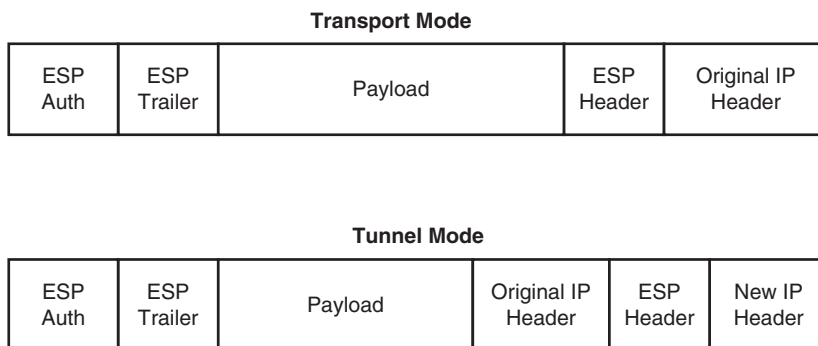 Transport Mode
ESP
Auth
ESP
Trailer
Payload
ESP
Header
Original IP
Header
Tunnel Mode
ESP
Auth
ESP
Trailer
Payload
Original IP
Header
ESP
Header
New IP
Header